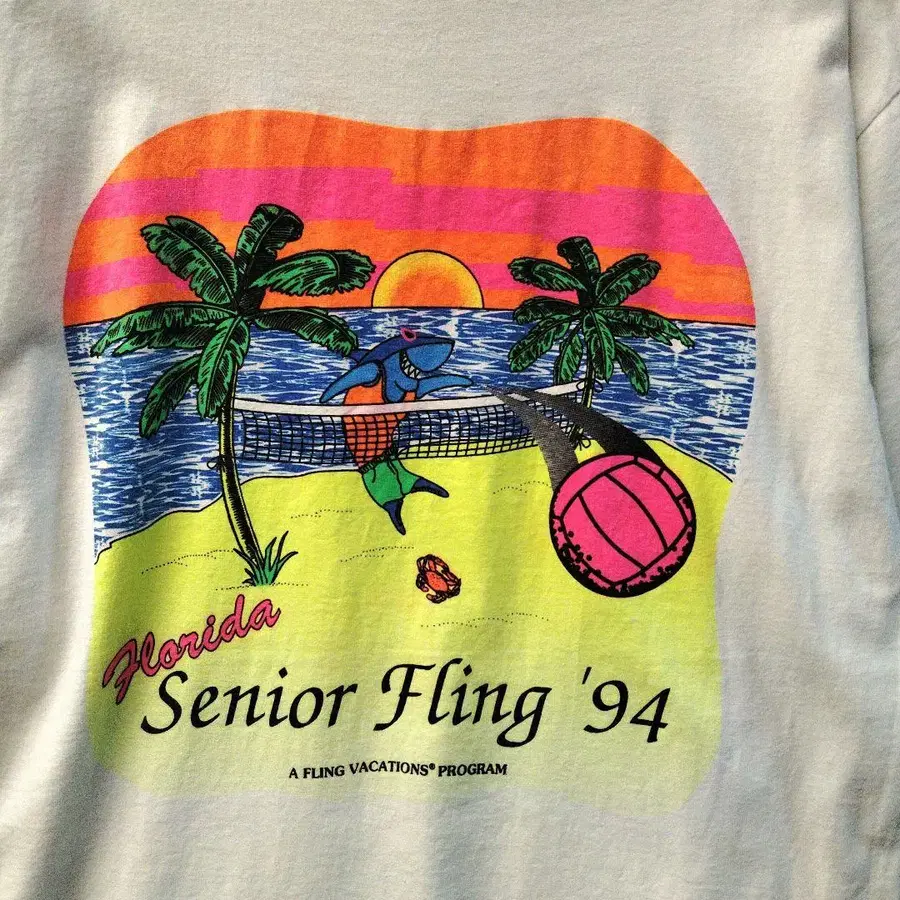 Florida
Senior Fling '94
A FLING VACATIONS® PROGRAM